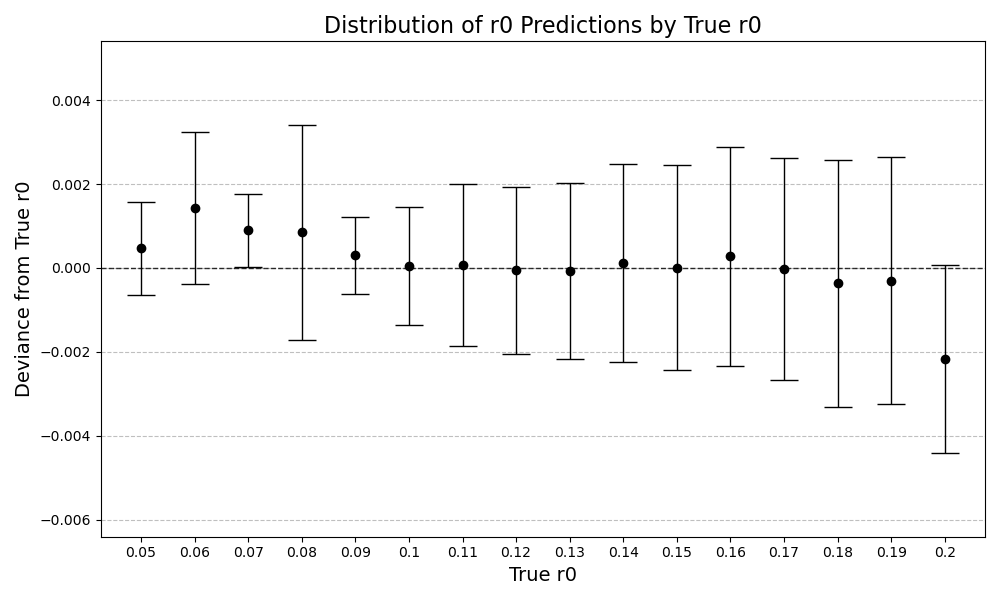 Distribution of r0 Predictions by True r0
Deviance from True r0
0.004
0.002
0.000
−0.002
−0.004
−0.006
0.05 0.06 0.07 0.08 0.09 0.1 0.11 0.12 0.13 0.14 0.15 0.16 0.17 0.18 0.19 0.2
True r0